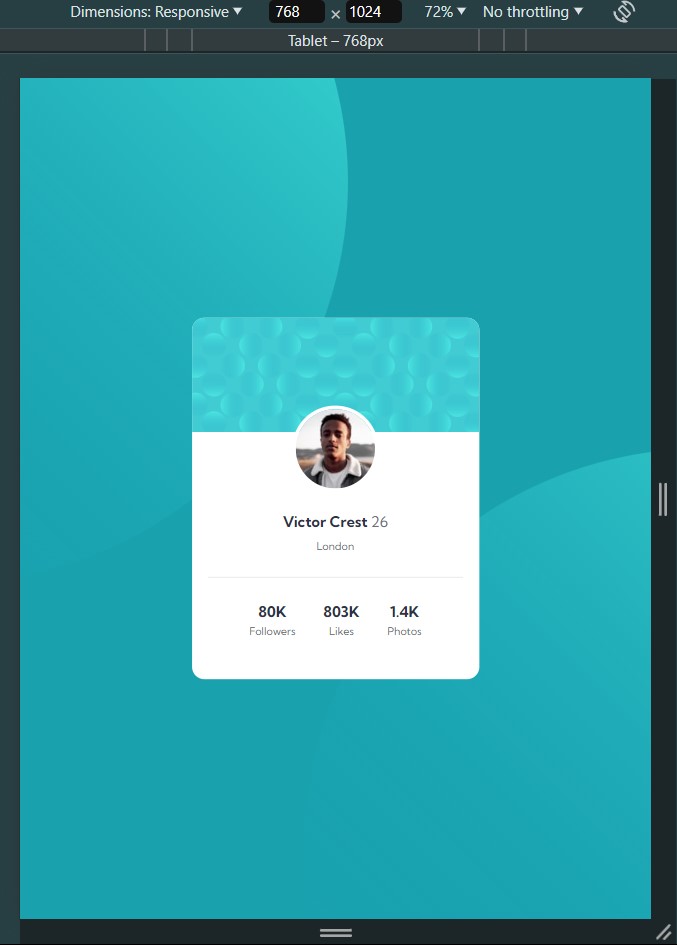 Dimensions: Responsive 768 × 1024 72% No throttling
Tablet – 768px
Victor Crest 26
London
80K 803K 1.4K
Followers Likes Photos